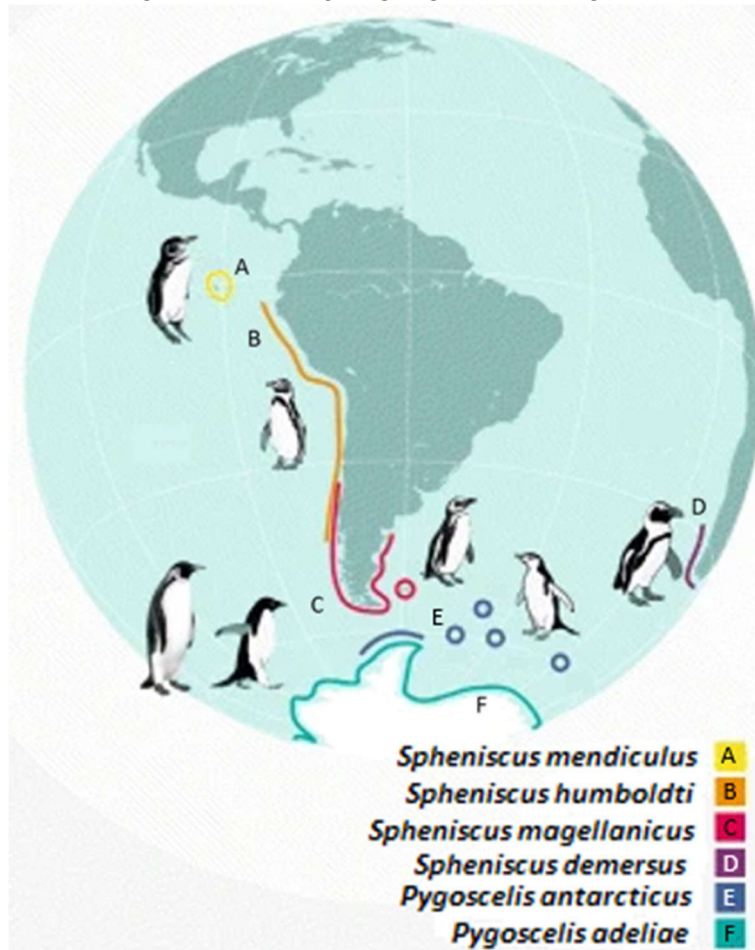 A
B
D
C
E
F
Spheniscus mendiculus A
Spheniscus humboldti B
Spheniscus magellanicus C
Spheniscus demersus D
Pygoscelis antarcticus E
Pygoscelis adeliae F